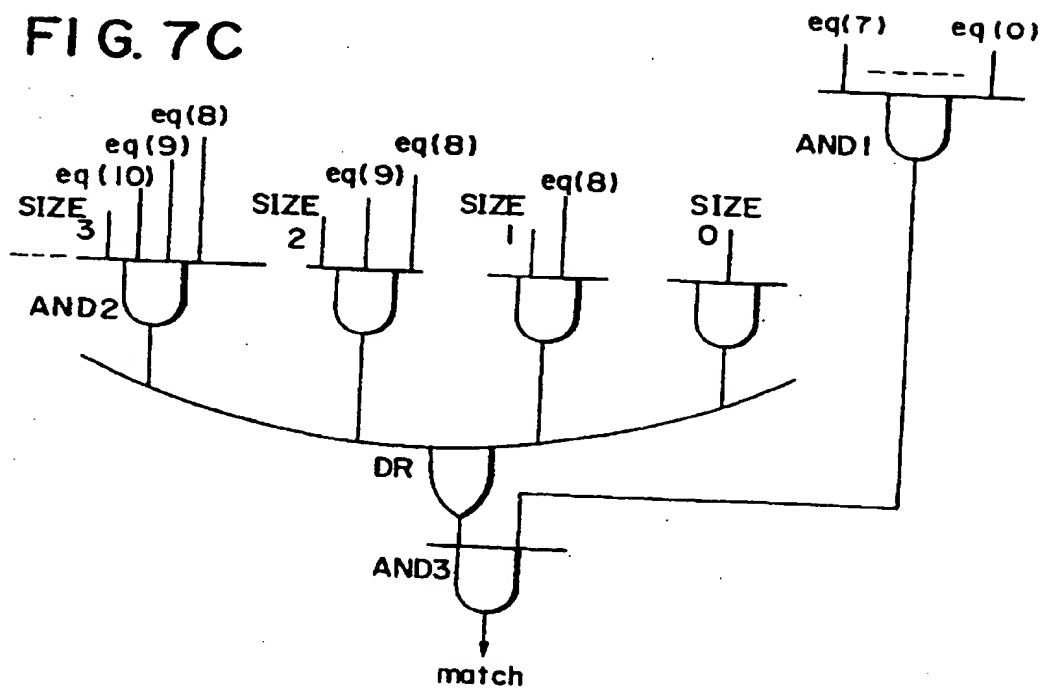 FIG. 7C
eq(7) eq(0)
AND1
eq(8)
eq(9)
eq(10)
SIZE
3
eq(8)
eq(9)
SIZE
2
eq(8)
SIZE
1
SIZE
0
AND2
DR
AND3
match